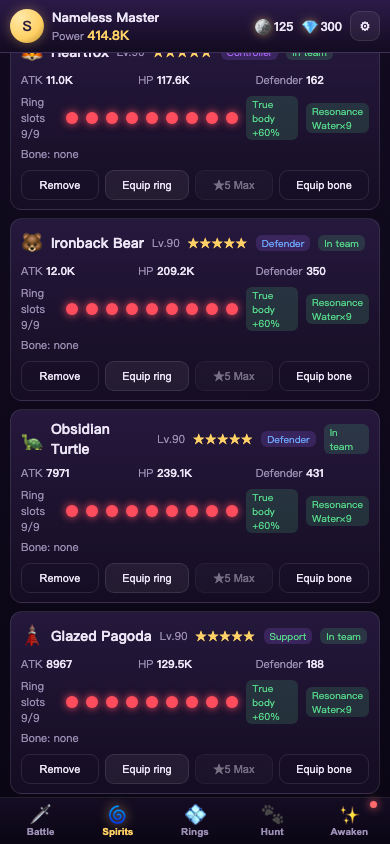 S
Nameless Master
Power 414.8K
125
300
Heartfox Lv.90 Controller In team
ATK 11.0K HP 117.6K Defender 162
Ring slots 9/9
True body +60%
Resonance Water×9
Bone: none
Remove Equip ring ★5 Max Equip bone
Ironback Bear Lv.90 ★★★★★ Defender In team
ATK 12.0K HP 209.2K Defender 350
Ring slots 9/9
True body +60%
Resonance Water×9
Bone: none
Remove Equip ring ★5 Max Equip bone
Obsidian Turtle Lv.90 ★★★★★ Defender In team
ATK 7971 HP 239.1K Defender 431
Ring slots 9/9
True body +60%
Resonance Water×9
Bone: none
Remove Equip ring ★5 Max Equip bone
Glazed Pagoda Lv.90 ★★★★★ Support In team
ATK 8967 HP 129.5K Defender 188
Ring slots 9/9
True body +60%
Resonance Water×9
Bone: none
Remove Equip ring ★5 Max Equip bone
Battle Spirits Rings Hunt Awaken